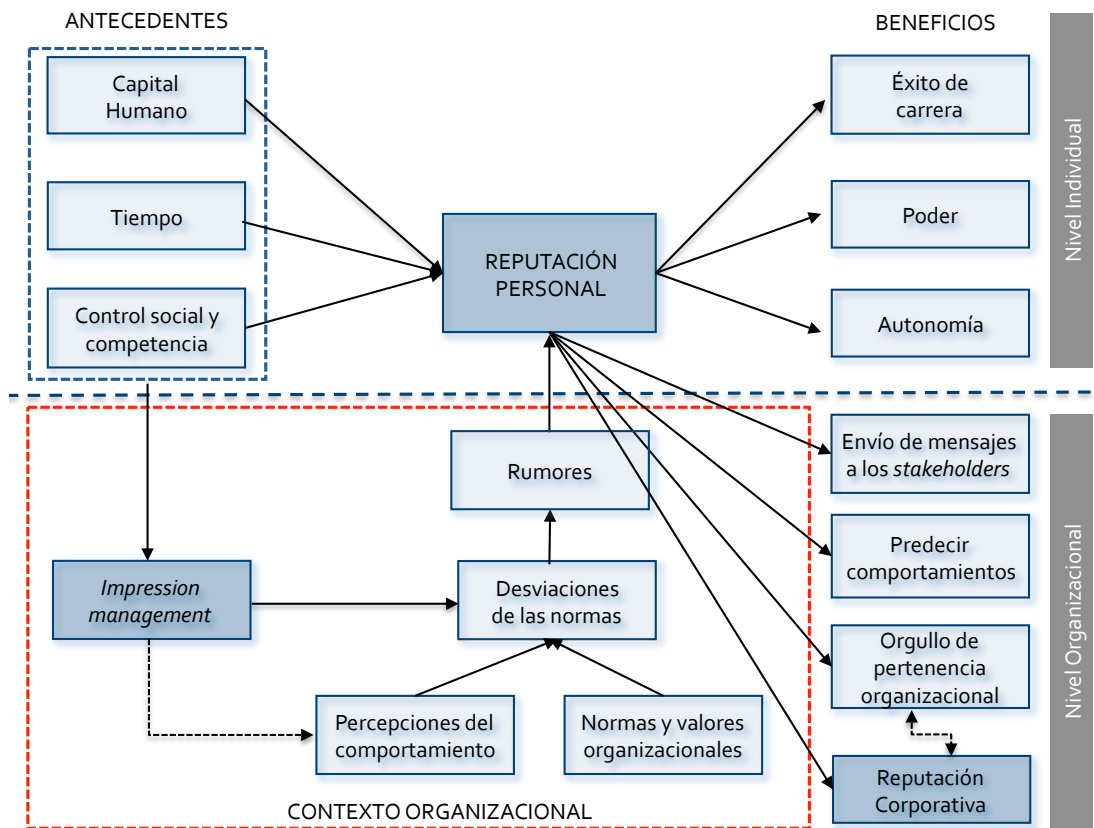 ANTECEDENTES
BENEFICIOS
Capital
Humano
Tiempo
Control social y
competencia
REPUTACIÓN
PERSONAL
Éxito de
carrera
Poder
Autonomía
Nivel Individual
Rumores
Impression
management
Desviaciones
de las normas
Percepciones del
comportamiento
Normas y valores
organizacionales
CONTEXTO ORGANIZACIONAL
Envío de mensajes
a los stakeholders
Predecir
comportamientos
Orgullo de
pertenencia
organizacional
Reputación
Corporativa
Nivel Organizacional